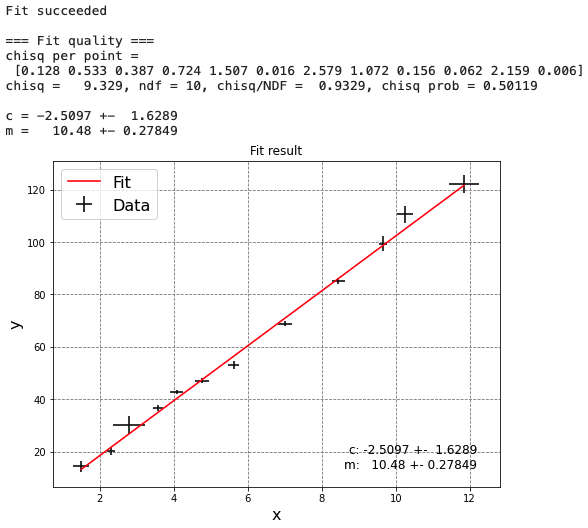 Fit succeeded
=== Fit quality ===
chisq per point =
[0.128 0.533 0.387 0.724 1.507 0.016 2.579 1.072 0.156 0.062 2.159 0.006]
chisq =   9.329, ndf = 10, chisq/NDF =  0.9329, chisq prob = 0.50119
c = -2.5097 +-  1.6289
m =   10.48 +- 0.27849
Fit result
Fit
Data
120
100
80
60
40
20
y
c: -2.5097 +-  1.6289
m:   10.48 +- 0.27849
2 4 6 8 10 12
x